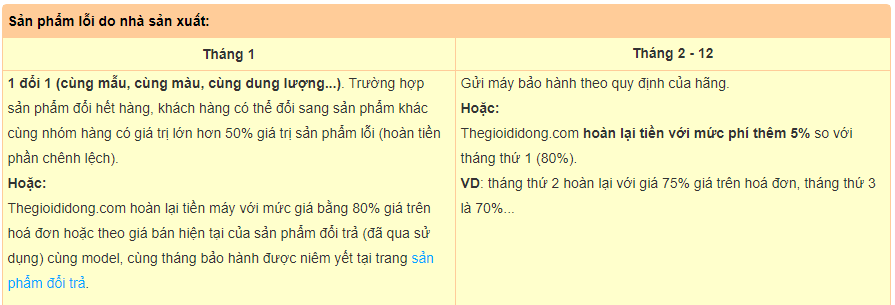 Sản phẩm lỗi do nhà sản xuất:
Tháng 1
1 đổi 1 (cùng mẫu, cùng màu, cùng dung lượng...). Trường hợp
sản phẩm đổi hết hàng, khách hàng có thể đổi sang sản phẩm khác
cùng nhóm hàng có giá trị lớn hơn 50% giá trị sản phẩm lỗi (hoàn tiền
phần chênh lệch).
Hoặc:
Thegioididong.com hoàn lại tiền máy với mức giá bằng 80% giá trên
hoá đơn hoặc theo giá bán hiện tại của sản phẩm đổi trả (đã qua sử
dụng) cùng model, cùng tháng bảo hành được niêm yết tại trang sản
phẩm đổi trả.
Tháng 2 - 12
Gửi máy bảo hành theo quy định của hãng.
Hoặc:
Thegioididong.com hoàn lại tiền với mức phí thêm 5% so với
tháng thứ 1 (80%).
VD: tháng thứ 2 hoàn lại với giá 75% giá trên hoá đơn, tháng thứ 3
là 70%...